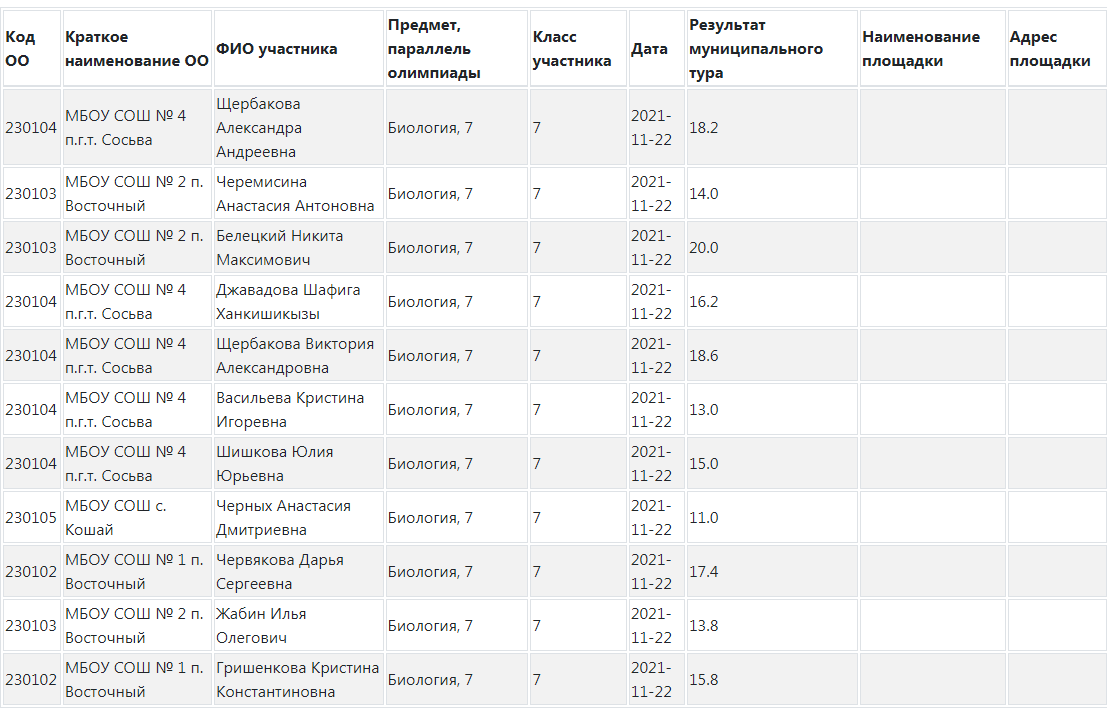 Код ОО
Краткое наименование ОО
ФИО участника
Предмет, параллель олимпиады
Класс участника
Дата
Результат муниципального тура
Наименование площадки
Адрес площадки
230104
МБОУ СОШ № 4 п.г.т. Сосьва
Щербакова Александра Андреевна
Биология, 7
7
2021-11-22
18.2
230103
МБОУ СОШ № 2 п. Восточный
Черемисина Анастасия Антоновна
Биология, 7
7
2021-11-22
14.0
230103
МБОУ СОШ № 2 п. Восточный
Белецкий Никита Максимович
Биология, 7
7
2021-11-22
20.0
230104
МБОУ СОШ № 4 п.г.т. Сосьва
Джавадова Шафига Ханкишикызы
Биология, 7
7
2021-11-22
16.2
230104
МБОУ СОШ № 4 п.г.т. Сосьва
Щербакова Виктория Александровна
Биология, 7
7
2021-11-22
18.6
230104
МБОУ СОШ № 4 п.г.т. Сосьва
Васильева Кристина Игоревна
Биология, 7
7
2021-11-22
13.0
230104
МБОУ СОШ № 4 п.г.т. Сосьва
Шишкова Юлия Юрьевна
Биология, 7
7
2021-11-22
15.0
230105
МБОУ СОШ с. Кошай
Черных Анастасия Дмитриевна
Биология, 7
7
2021-11-22
11.0
230102
МБОУ СОШ № 1 п. Восточный
Червякова Дарья Сергеевна
Биология, 7
7
2021-11-22
17.4
230103
МБОУ СОШ № 2 п. Восточный
Жабин Илья Олегович
Биология, 7
7
2021-11-22
13.8
230102
МБОУ СОШ № 1 п. Восточный
Гришенкова Кристина Константиновна
Биология, 7
7
2021-11-22
15.8